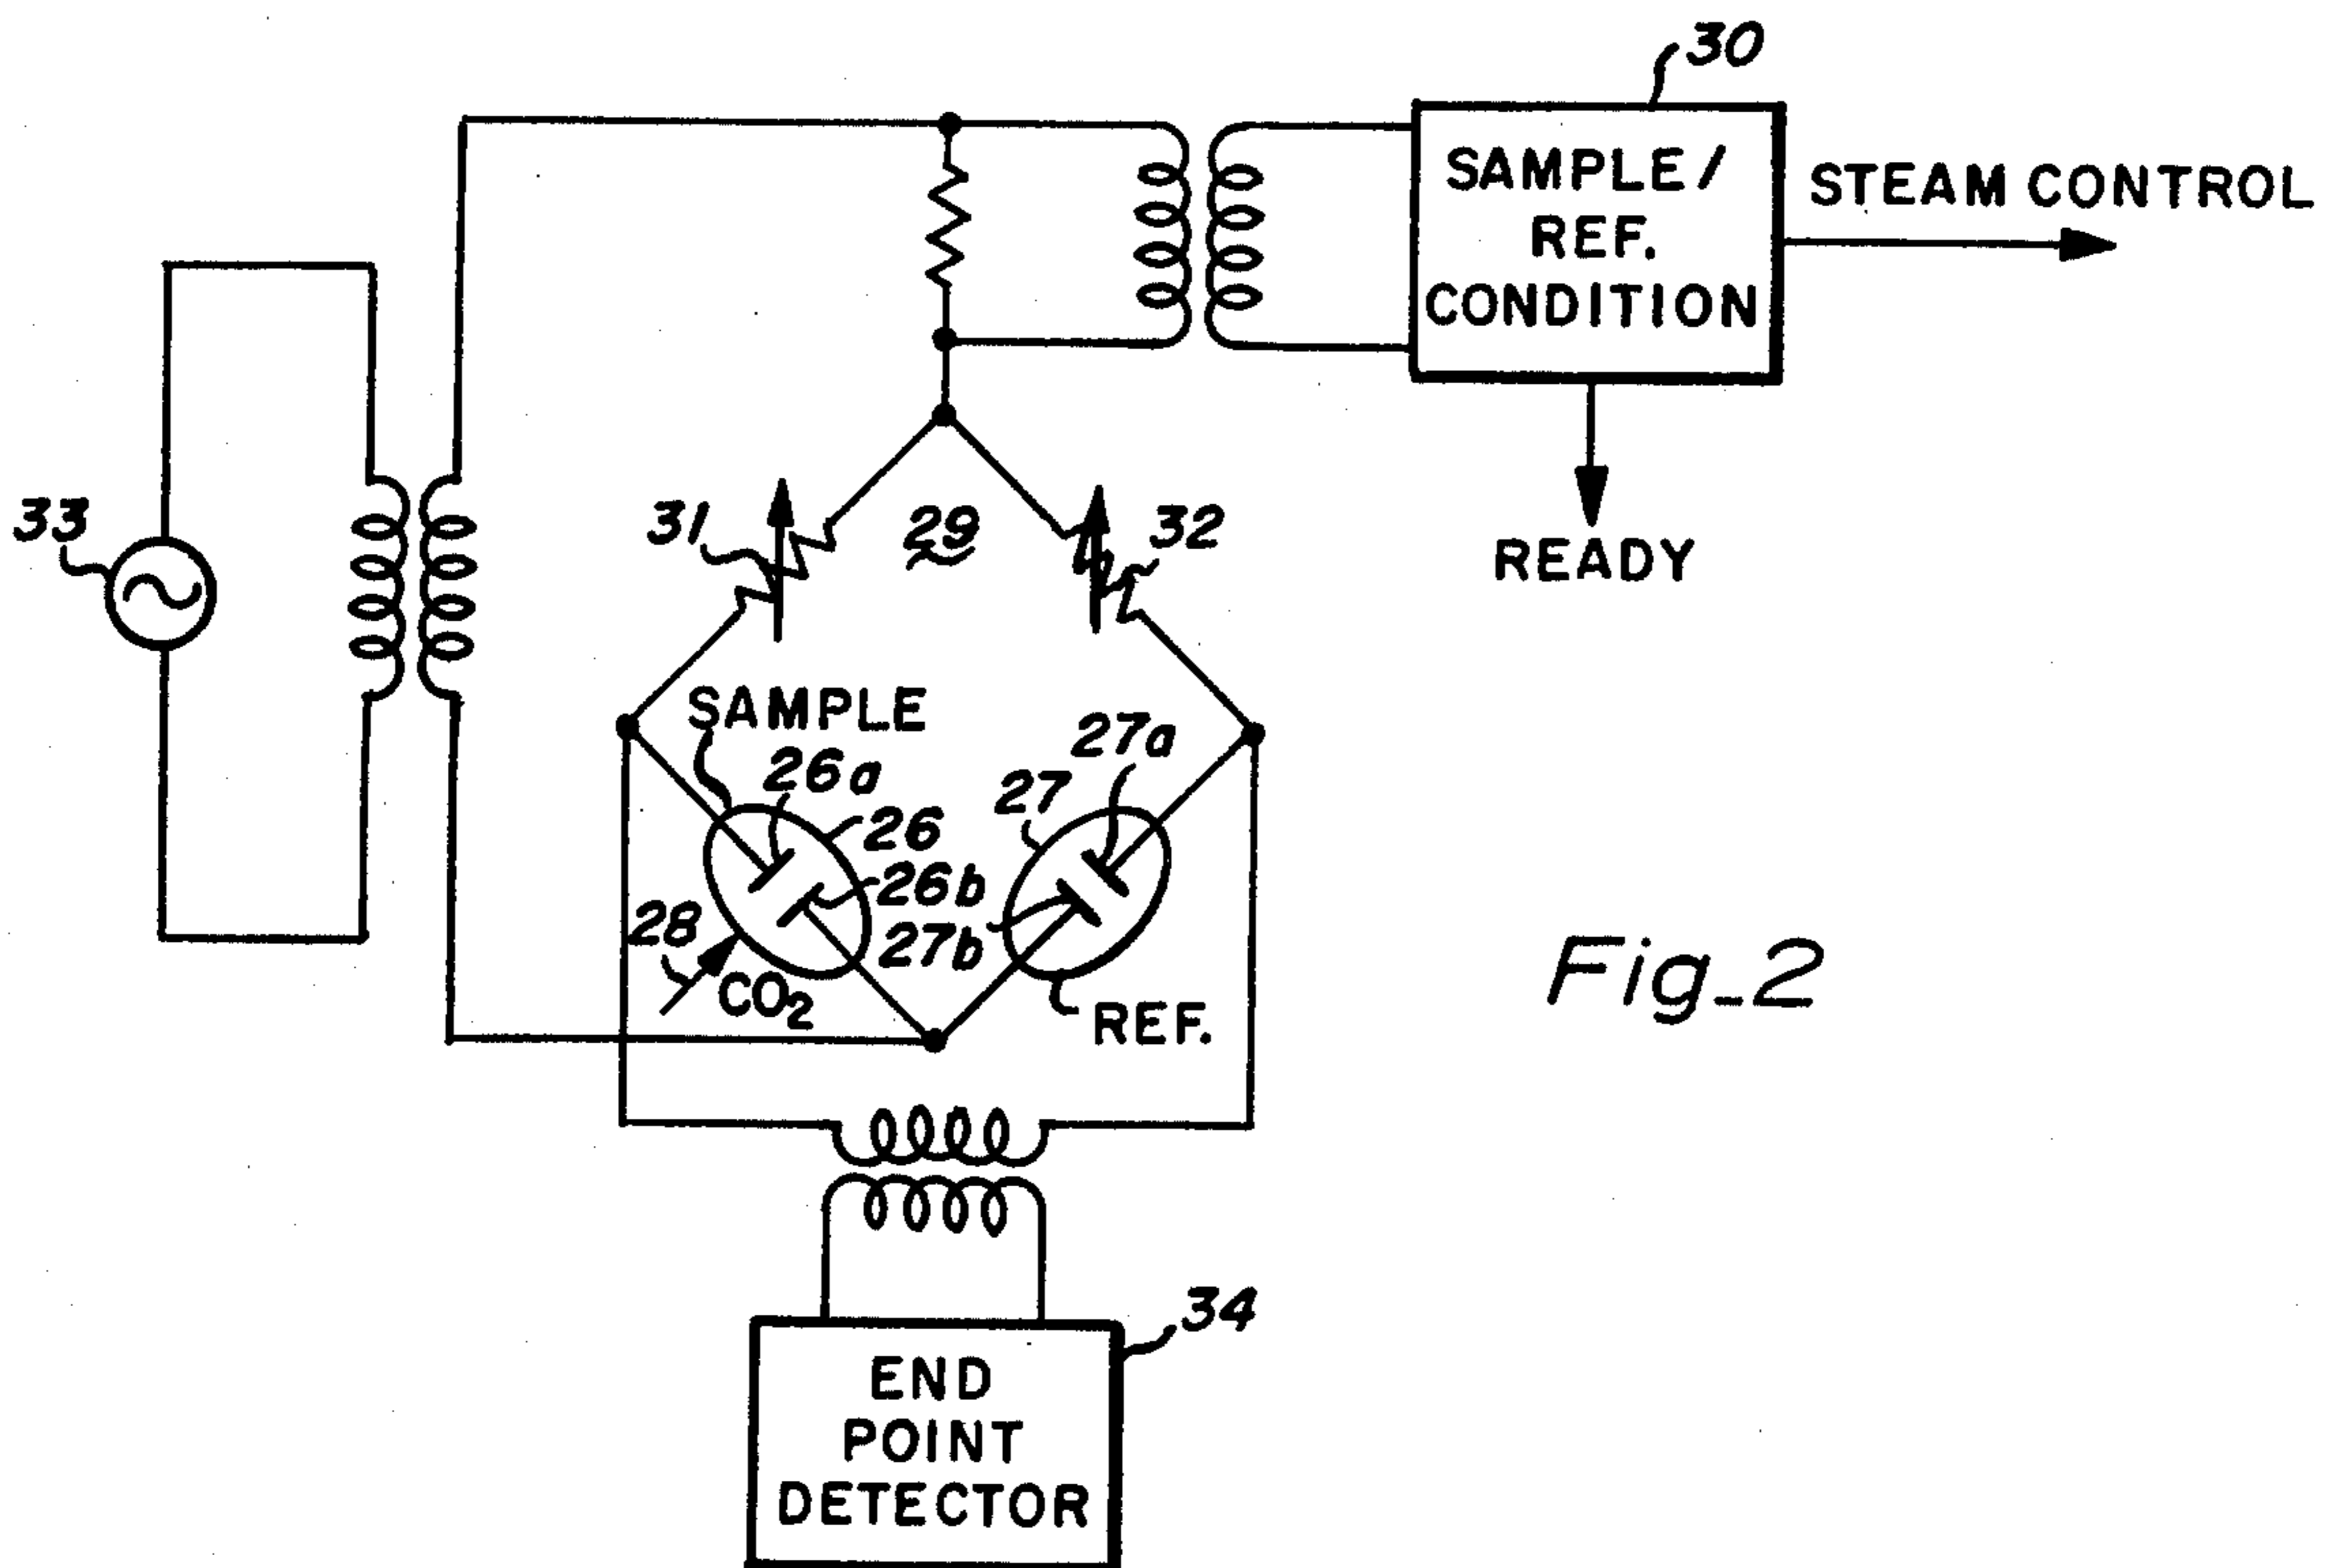 30
SAMPLE/
REF.
CONDITION
STEAM CONTROL
READY
33
31
29
32
SAMPLE
26a
26
26b
27a
27
27b
28
CO₂
REF.
Fig_2
34
END
POINT
DETECTOR